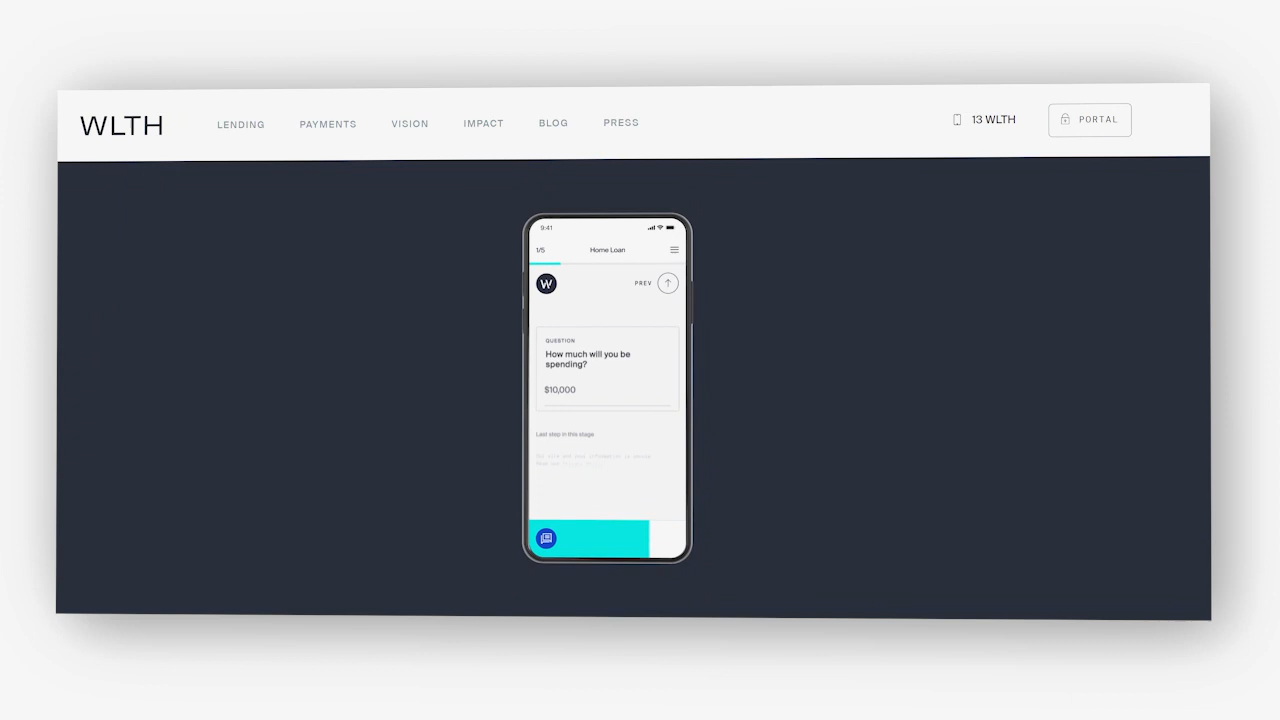 WLTH
LENDING
PAYMENTS
VISION
IMPACT
BLOG
PRESS
13 WLTH
PORTAL
9:41
1/5
Home Loan
W
PREV
QUESTION
How much will you be
spending?
$10,000
Last step in this stage